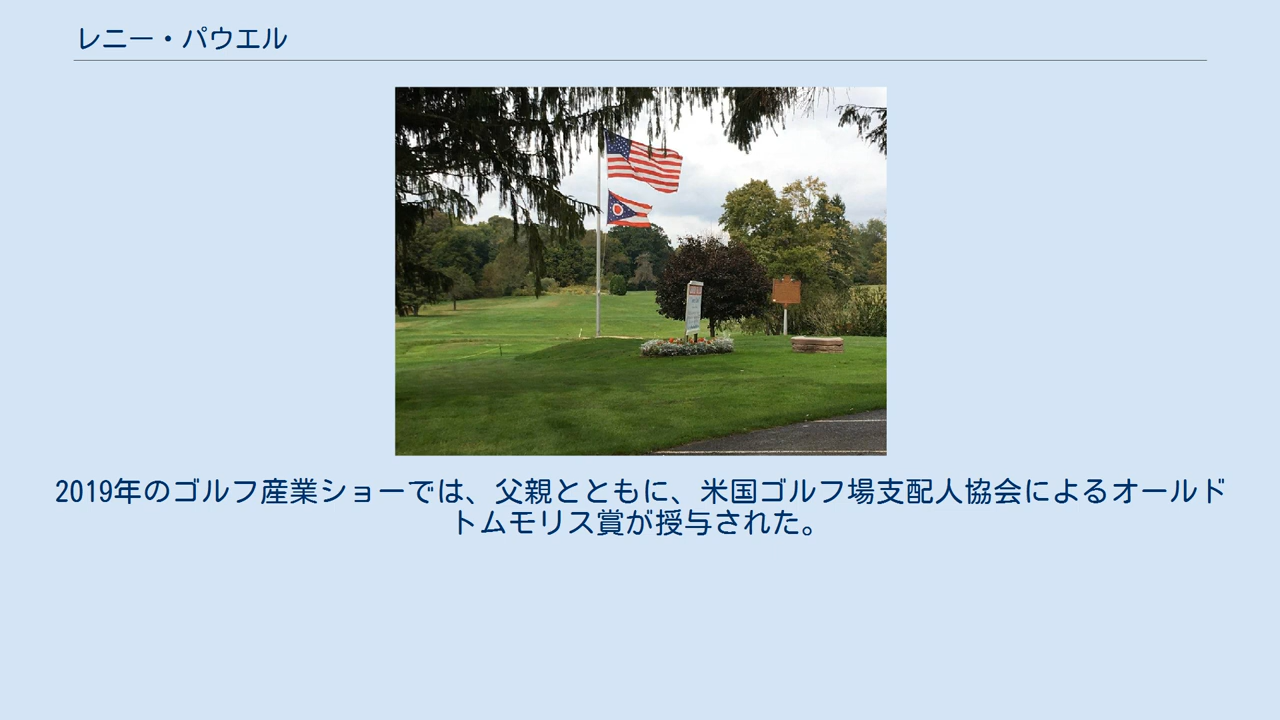 レニー・パウエル
2019年のゴルフ産業ショーでは、父親とともに、米国ゴルフ場支配人協会によるオールド
トムモリス賞が授与された。